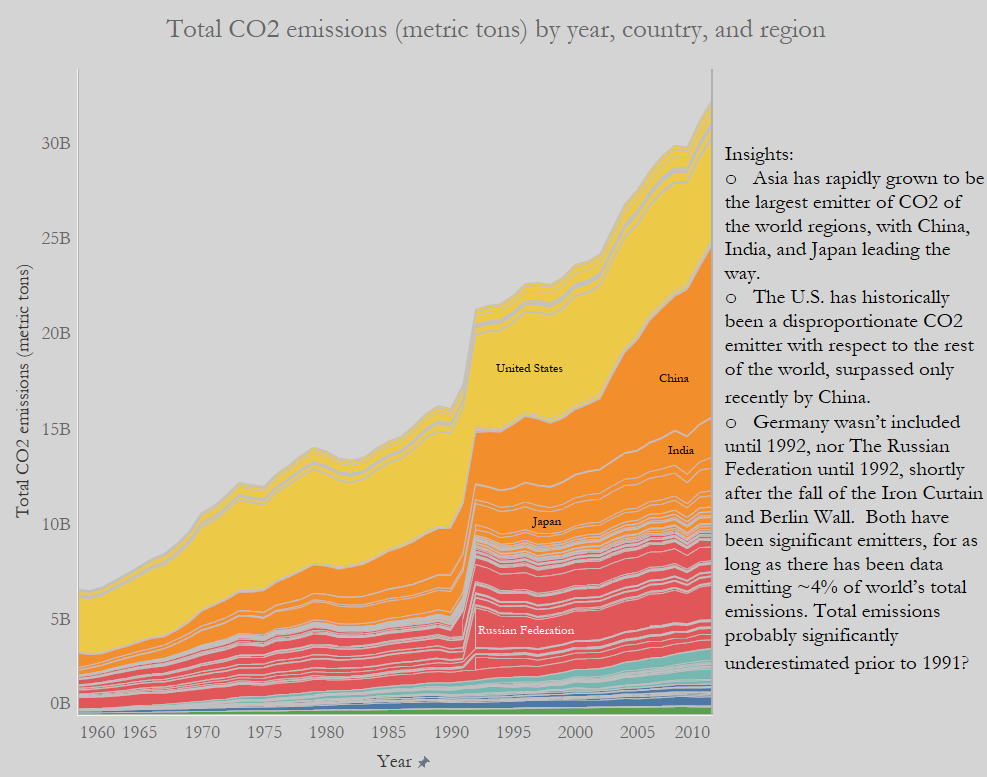 Total CO2 emissions (metric tons) by year, country, and region
30B
25B
20B
15B
10B
5B
0B
Total CO2 emissions (metric tons)
United States
China
India
Japan
Russian Federation
1960 1965 1970 1975 1980 1985 1990 1995 2000 2005 2010
Year
Insights:
o Asia has rapidly grown to be
the largest emitter of CO2 of
the world regions, with China,
India, and Japan leading the
way.
o The U.S. has historically
been a disproportionate CO2
emitter with respect to the rest
of the world, surpassed only
recently by China.
o Germany wasn't included
until 1992, nor The Russian
Federation until 1992, shortly
after the fall of the Iron Curtain
and Berlin Wall. Both have
been significant emitters, for as
long as there has been data
emitting ~4% of world's total
emissions. Total emissions
probably significantly
underestimated prior to 1991?